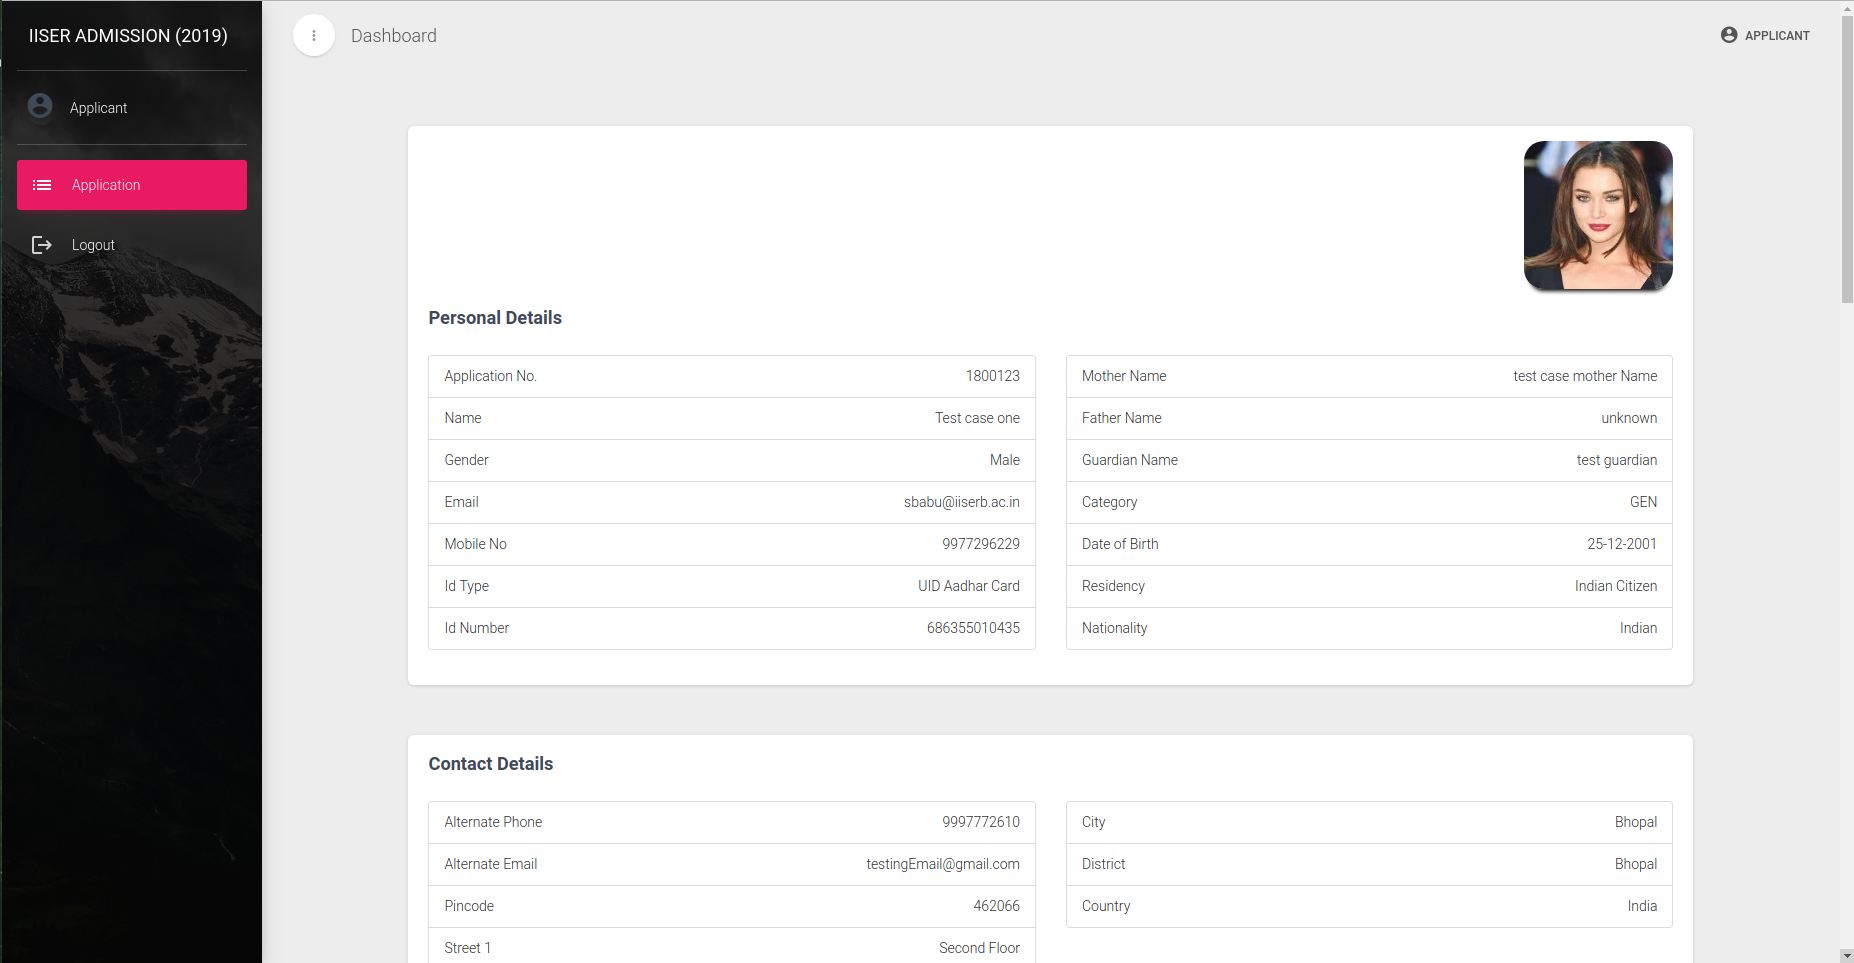 IISER ADMISSION (2019)
Applicant
Application
Logout
Dashboard
APPLICANT
Personal Details
Application No. 1800123
Name Test case one
Gender Male
Email sbabu@iiserb.ac.in
Mobile No 9977296229
Id Type UID Aadhar Card
Id Number 686355010435
Mother Name test case mother Name
Father Name unknown
Guardian Name test guardian
Category GEN
Date of Birth 25-12-2001
Residency Indian Citizen
Nationality Indian
Contact Details
Alternate Phone 9997772610
Alternate Email testingEmail@gmail.com
Pincode 462066
Street 1 Second Floor
City Bhopal
District Bhopal
Country India